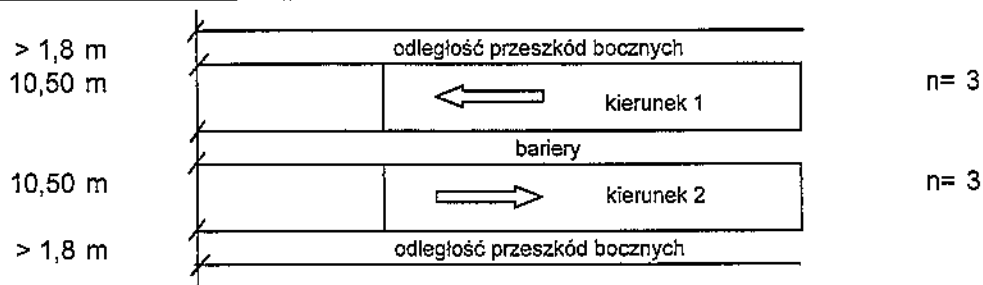 > 1,8 m odległość przeszkód bocznych
10,50 m kierunek 1 n= 3
bariery
10,50 m kierunek 2 n= 3
> 1,8 m odległość przeszkód bocznych